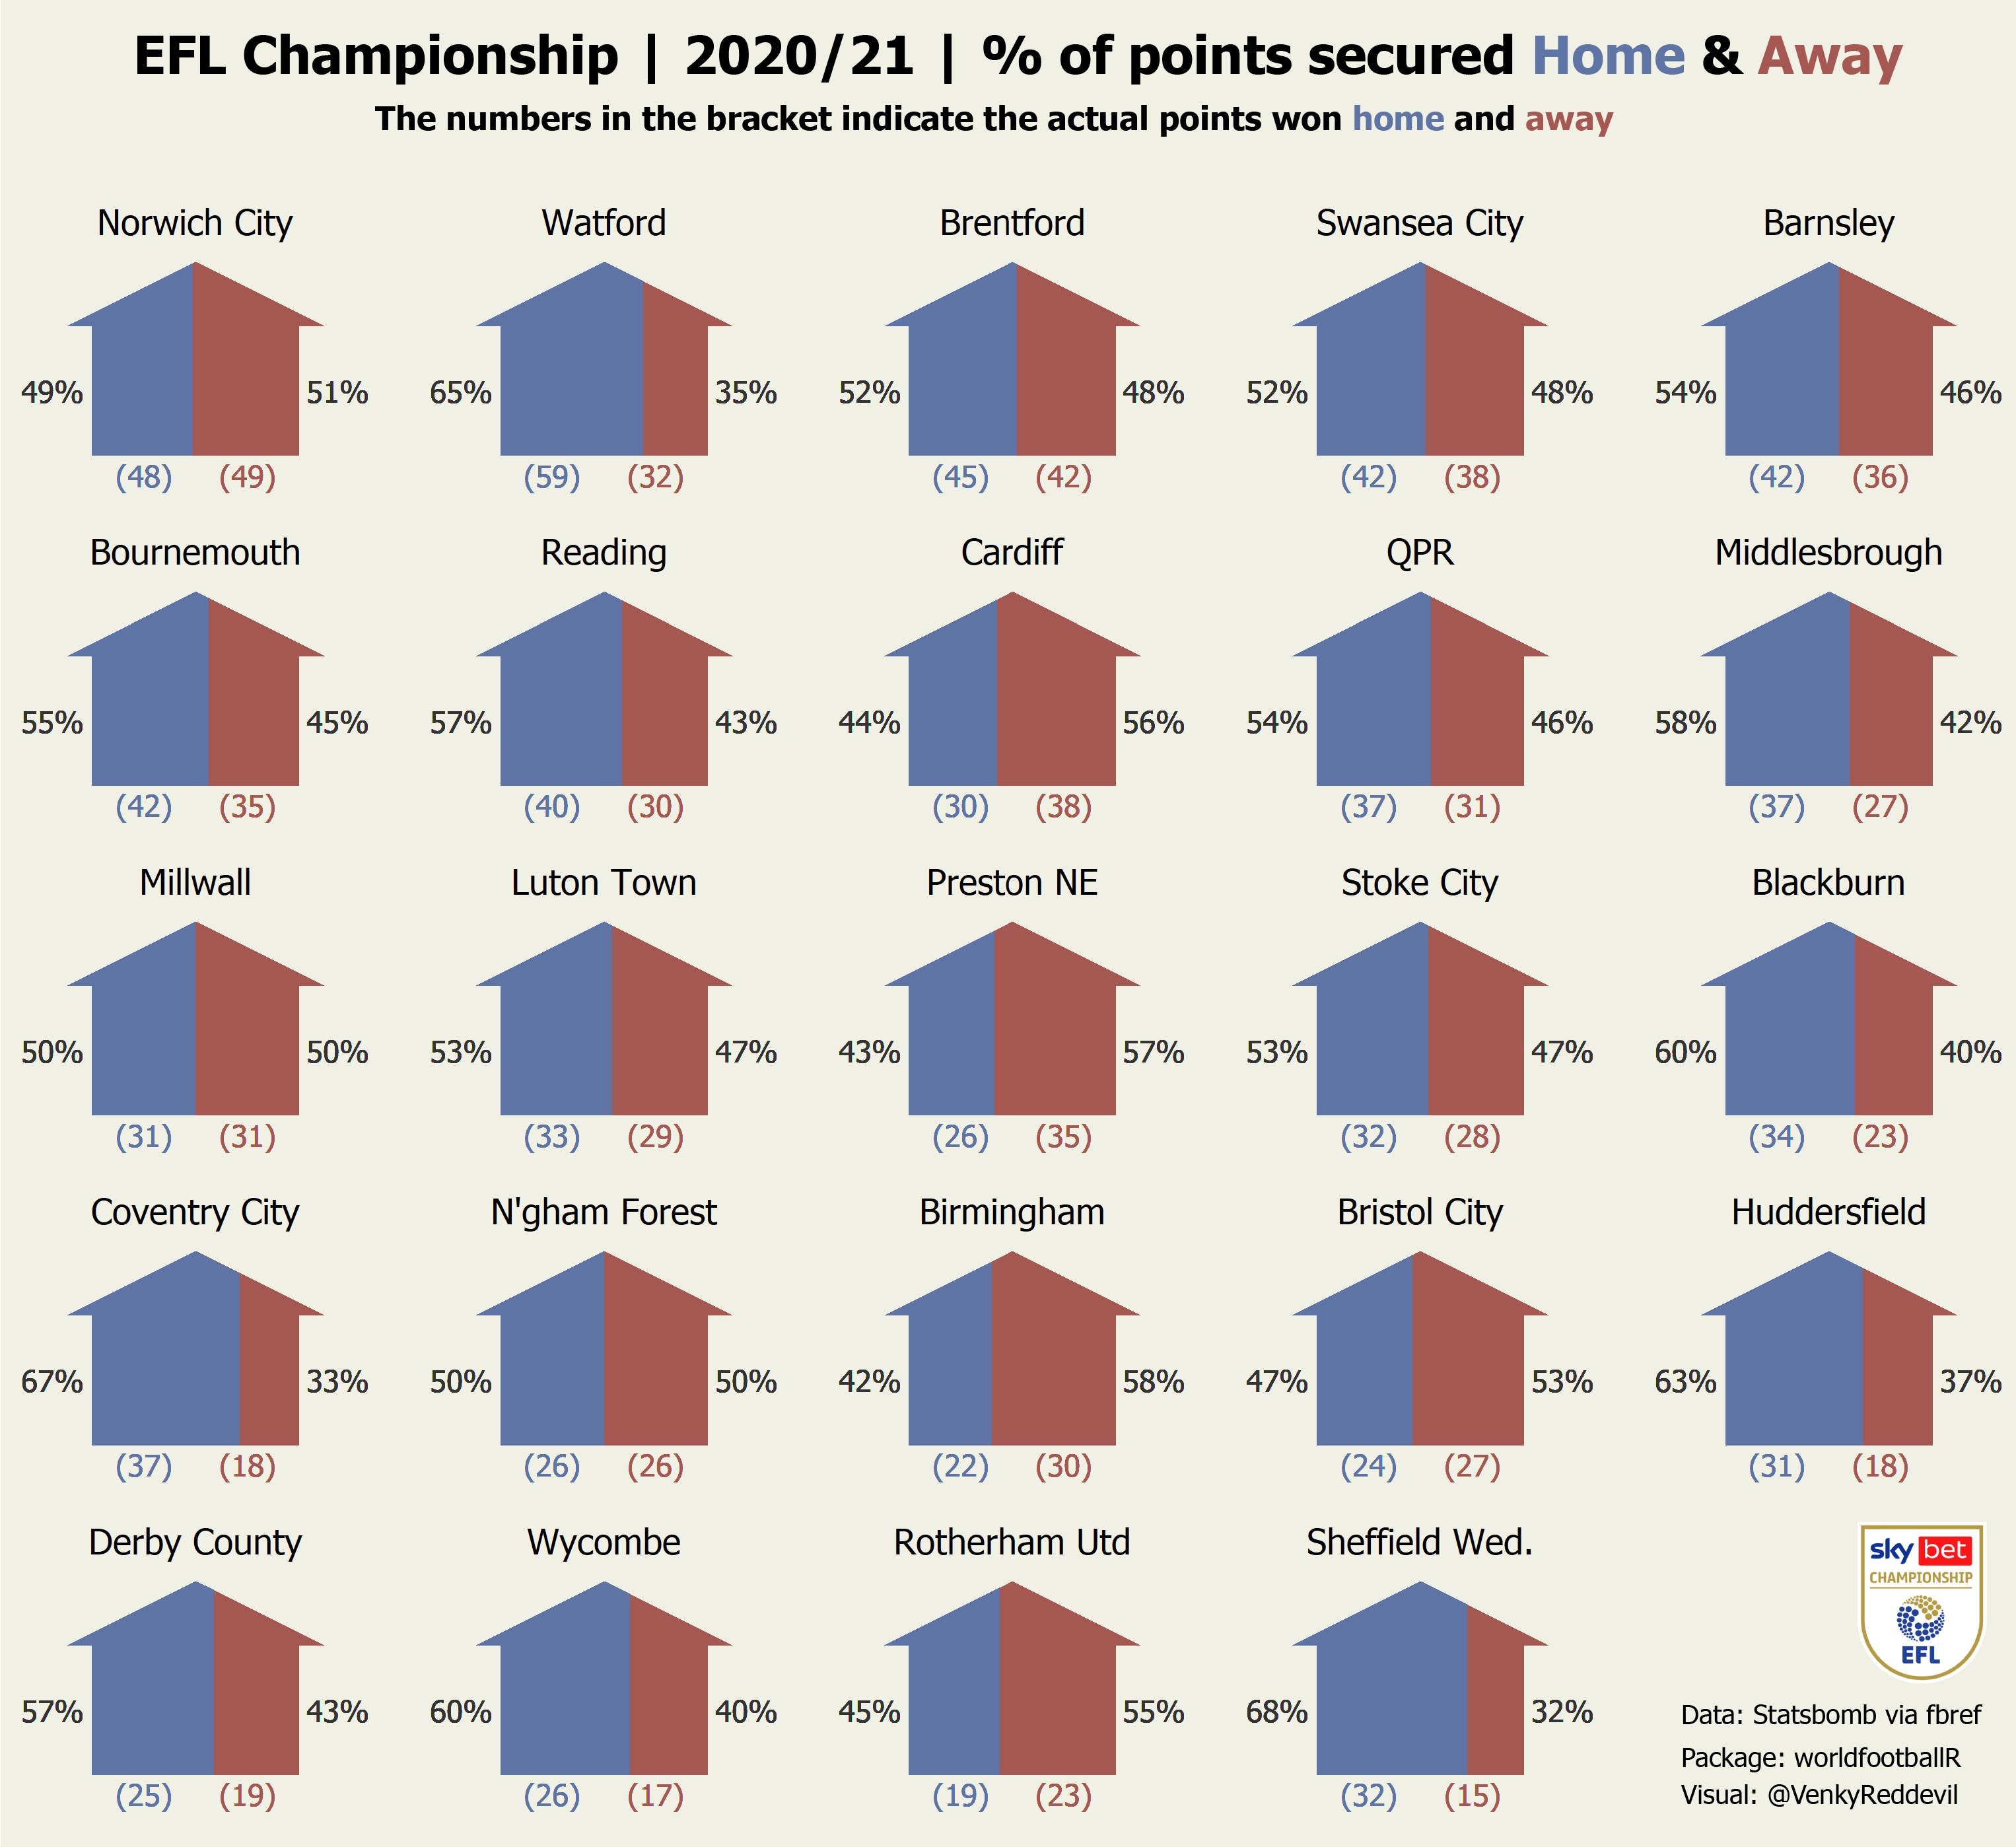 EFL Championship | 2020/21 | % of points secured Home & Away
The numbers in the bracket indicate the actual points won home and away
Norwich City Watford Brentford Swansea City Barnsley
49% 51% 65% 35% 52% 48% 52% 48% 54% 46%
(48) (49) (59) (32) (45) (42) (42) (38) (42) (36)
Bournemouth Reading Cardiff QPR Middlesbrough
55% 45% 57% 43% 44% 56% 54% 46% 58% 42%
(42) (35) (40) (30) (30) (38) (37) (31) (37) (27)
Millwall Luton Town Preston NE Stoke City Blackburn
50% 50% 53% 47% 43% 57% 53% 47% 60% 40%
(31) (31) (33) (29) (26) (35) (32) (28) (34) (23)
Coventry City N'gham Forest Birmingham Bristol City Huddersfield
67% 33% 50% 50% 42% 58% 47% 53% 63% 37%
(37) (18) (26) (26) (22) (30) (24) (27) (31) (18)
Derby County Wycombe Rotherham Utd Sheffield Wed.
57% 43% 60% 40% 45% 55% 68% 32%
(25) (19) (26) (17) (19) (23) (32) (15)
sky bet
CHAMPIONSHIP
EFL
Data: Statsbomb via fbref
Package: worldfootballR
Visual: @VenkyReddevil